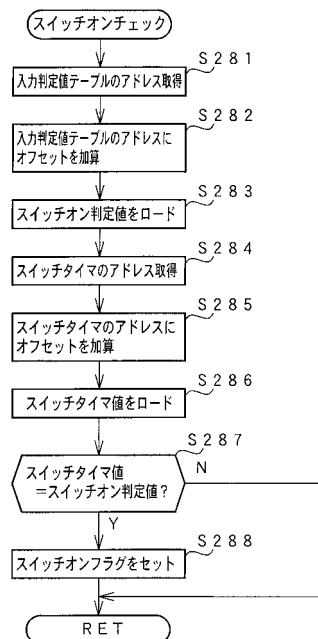 スイッチオンチェック
S281
入力判定値テーブルのアドレス取得
S282
入力判定値テーブルのアドレスに
オフセットを加算
S283
スイッチオン判定値をロード
S284
スイッチタイマのアドレス取得
S285
スイッチタイマのアドレスに
オフセットを加算
S286
スイッチタイマ値をロード
S287
スイッチタイマ値
=スイッチオン判定値?
N
Y
S288
スイッチオンフラグをセット
RET